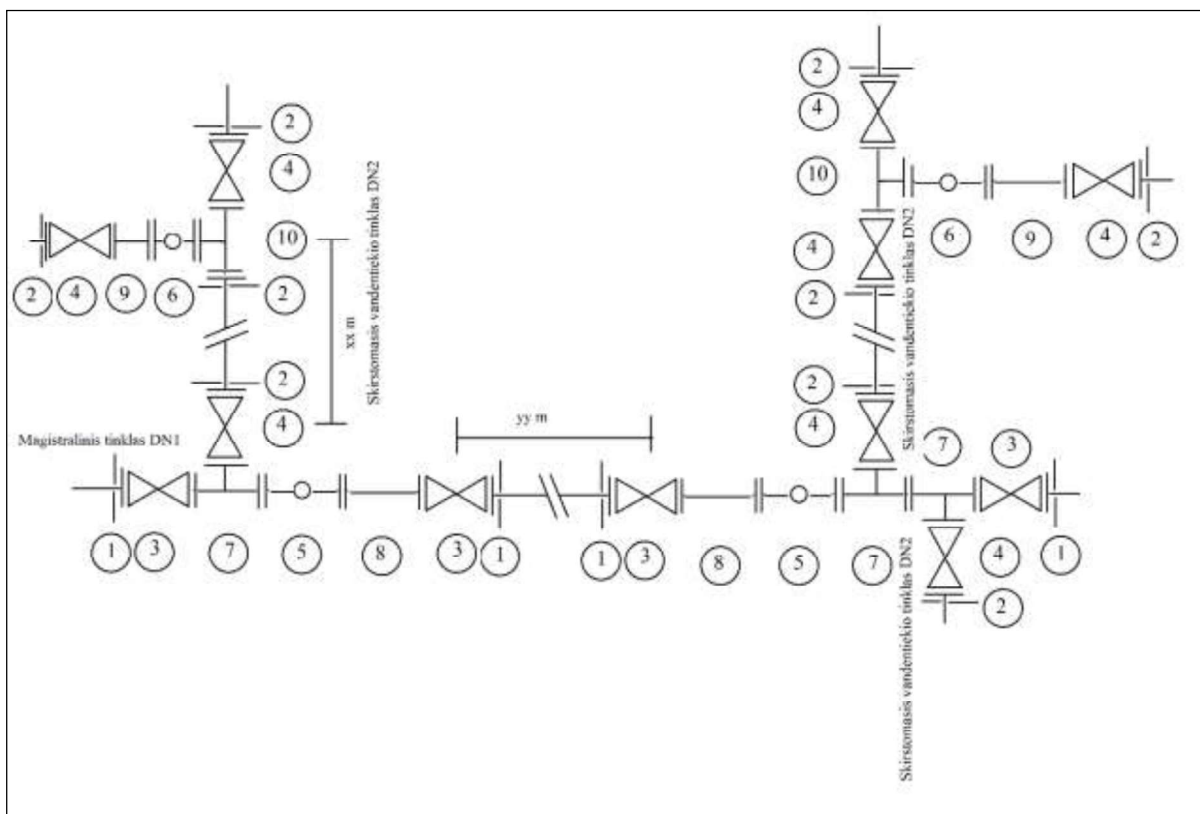 2
4
10
2 4 9 6
2
xx m
Skirstomasis vandentiekio tinklas DN2
2
4
Magistralinis tinklas DN1
yy m
1 3 7 5 8 3 1
1 3 8 5 7
2
4
10
6 9 4 2
4
2
Skirstomasis vandentiekio tinklas DN2
2
4
7 3
4 1
2
Skirstomasis vandentiekio tinklas DN2